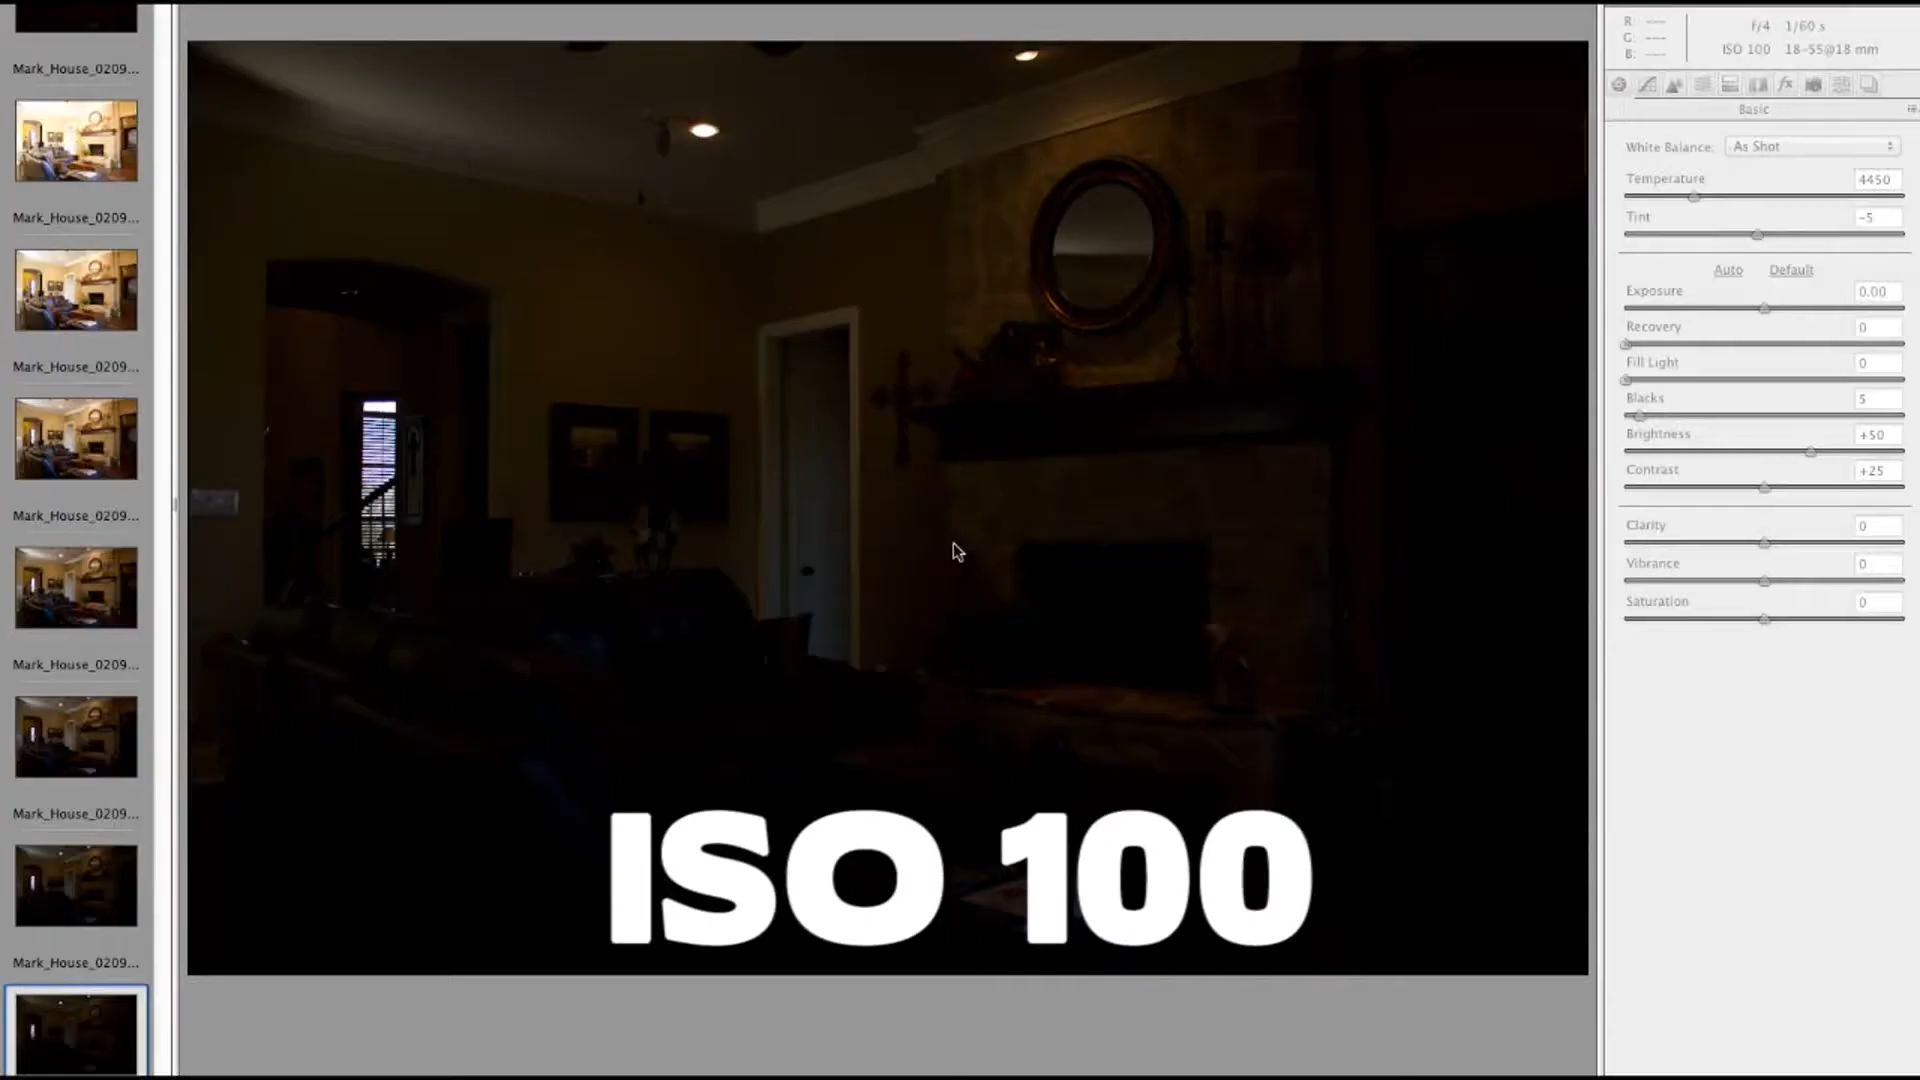 Mark_House_0209...
Mark_House_0209...
Mark_House_0209...
Mark_House_0209...
Mark_House_0209...
Mark_House_0209...
Mark_House_0209...
ISO 100
R: ---
G: ---
B: ---
f/4 1/60 s
ISO 100 18-55@18 mm
fx
Basic
White Balance: As Shot
Temperature 4450
Tint -5
Auto Default
Exposure 0.00
Recovery 0
Fill Light 0
Blacks 5
Brightness +50
Contrast +25
Clarity 0
Vibrance 0
Saturation 0